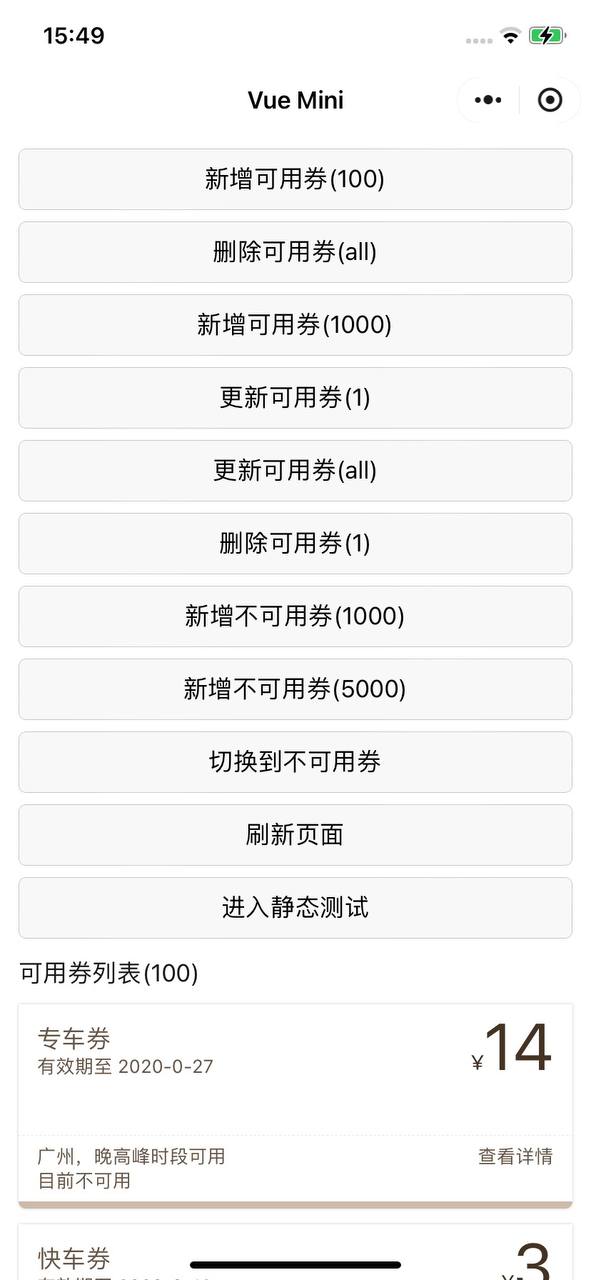 15:49
Vue Mini
新增可用券(100)
删除可用券(all)
新增可用券(1000)
更新可用券(1)
更新可用券(all)
删除可用券(1)
新增不可用券(1000)
新增不可用券(5000)
切换到不可用券
刷新页面
进入静态测试
可用券列表(100)
专车券
有效期至 2020-0-27
¥14
广州，晚高峰时段可用
查看详情
目前不可用
快车券
¥3